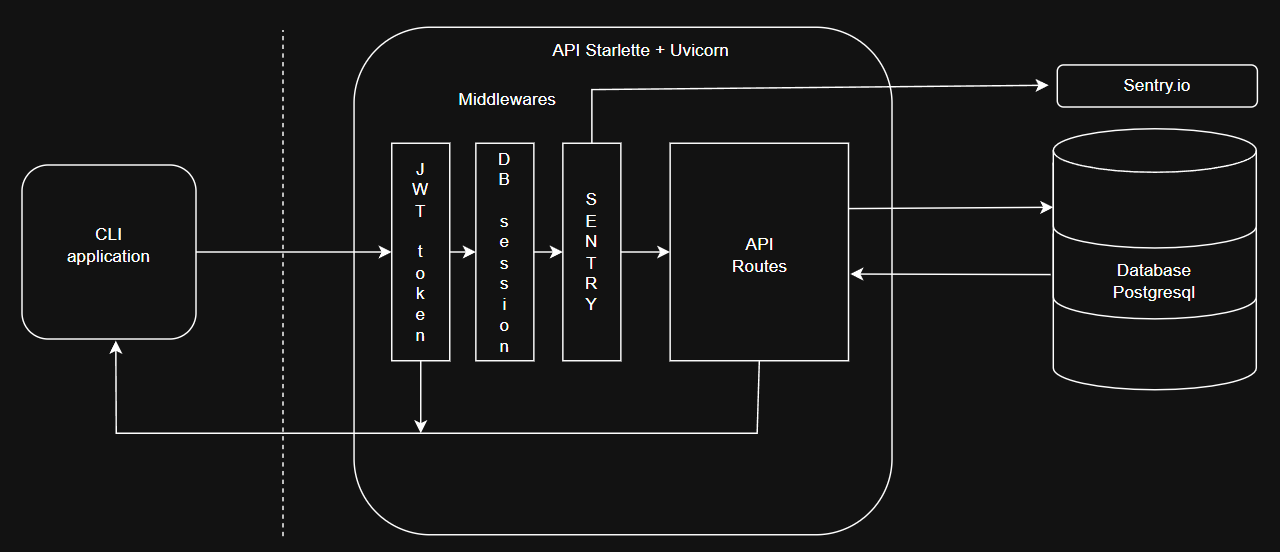 API Starlette + Uvicorn
Middlewares
Sentry.io
CLI
application
JWT token
DB session
SENTRY
API
Routes
Database
Postgresql